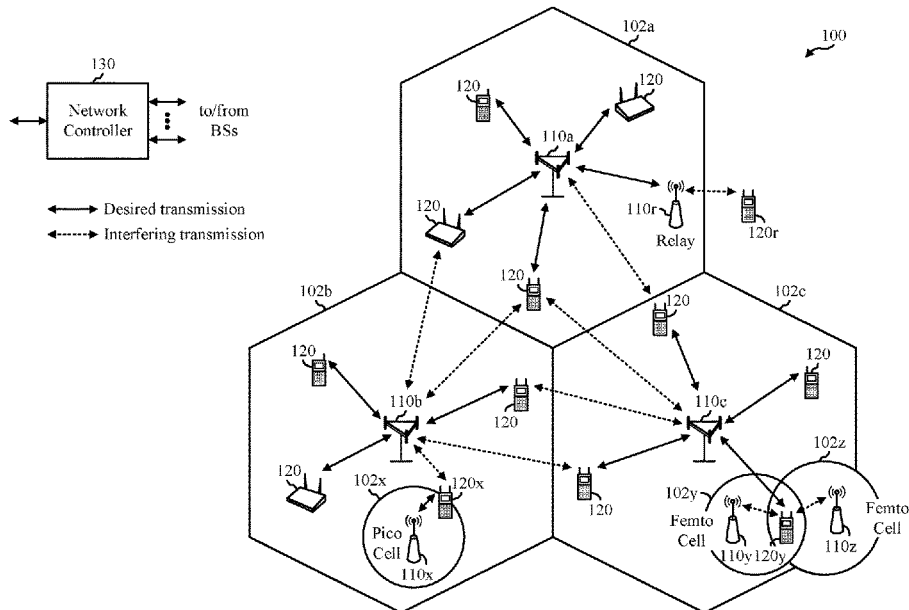 102a
100
130
Network
Controller
to/from
BSs
120
120
110a
Desired transmission
Interfering transmission
120
110r
Relay
120r
102b
120
120
102c
120
120
110b
120
110c
120
102x
120x
120
102z
Pico
Cell
110x
102y
Femto
Cell
110y
120y
110z
Femto
Cell